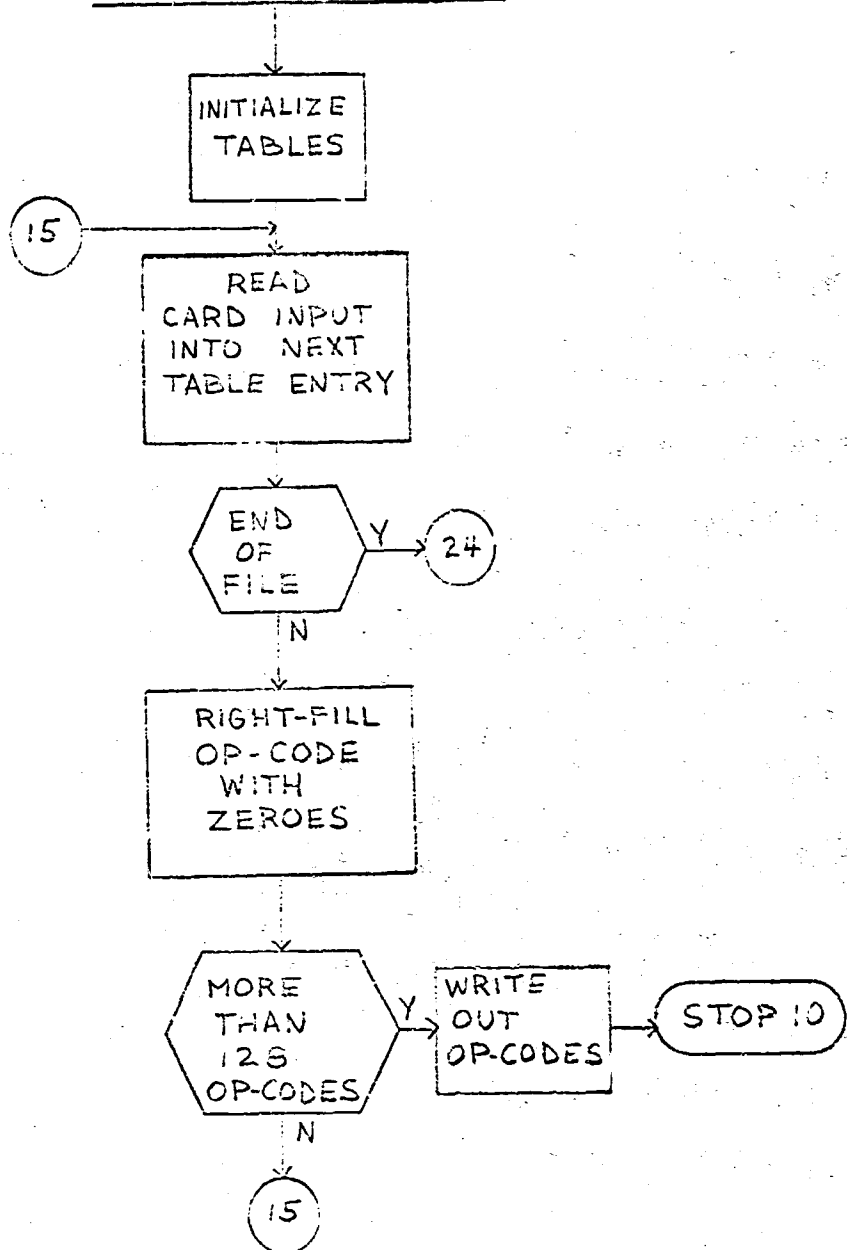 INITIALIZE
TABLES
15
READ
CARD INPUT
INTO NEXT
TABLE ENTRY
END
OF
FILE
Y
24
N
RIGHT-FILL
OP-CODE
WITH
ZEROES
MORE
THAN
128
OP-CODES
Y
WRITE
OUT
OP-CODES
STOP 10
N
15